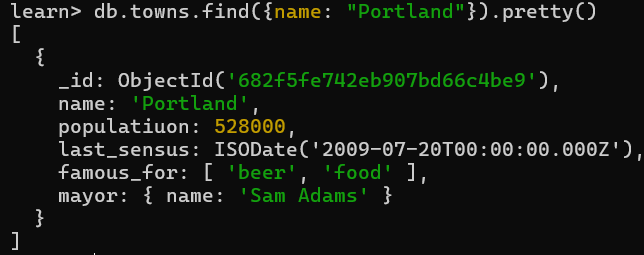 learn> db.towns.find({name: "Portland"}).pretty()
[
  {
    _id: ObjectId('682f5fe742eb907bd66c4be9'),
    name: 'Portland',
    populatiuon: 528000,
    last_sensus: ISODate('2009-07-20T00:00:00.000Z'),
    famous_for: [ 'beer', 'food' ],
    mayor: { name: 'Sam Adams' }
  }
]